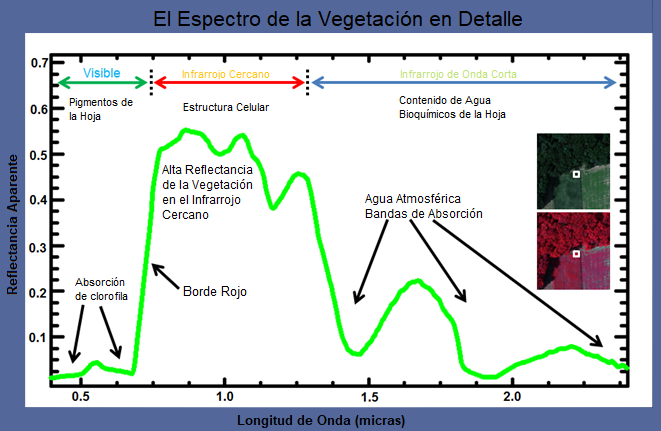 El Espectro de la Vegetación en Detalle
Visible
Infrarrojo Cercano
Infrarrojo de Onda Corta
Pigmentos de
la Hoja
Estructura Celular
Contenido de Agua
Bioquímicos de la Hoja
Alta Reflectancia
de la Vegetación
en el Infrarrojo
Cercano
Agua Atmosférica
Bandas de Absorción
Absorción
de clorofila
Borde Rojo
Reflectancia Aparente
0.7
0.6
0.5
0.4
0.3
0.2
0.1
0.5
1.0
1.5
2.0
Longitud de Onda (micras)